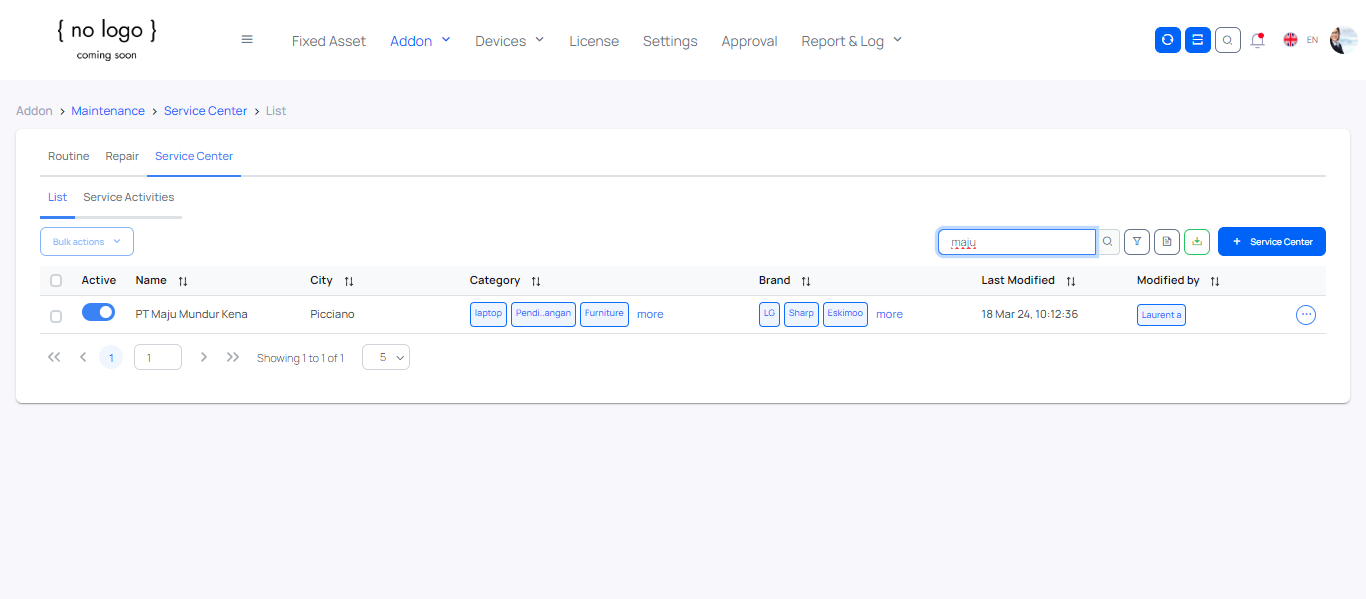 { no logo }
coming soon
Fixed Asset Addon Devices License Settings Approval Report & Log EN
Addon > Maintenance > Service Center > List
Routine Repair Service Center
List Service Activities
Bulk actions maju + Service Center
Active Name City Category Brand Last Modified Modified by
PT Maju Mundur Kena Picciano laptop Pendi...angan Furniture more LG Sharp Eskimoo more 18 Mar 24, 10:12:36 Laurent a
1 1 Showing 1 to 1 of 1 5